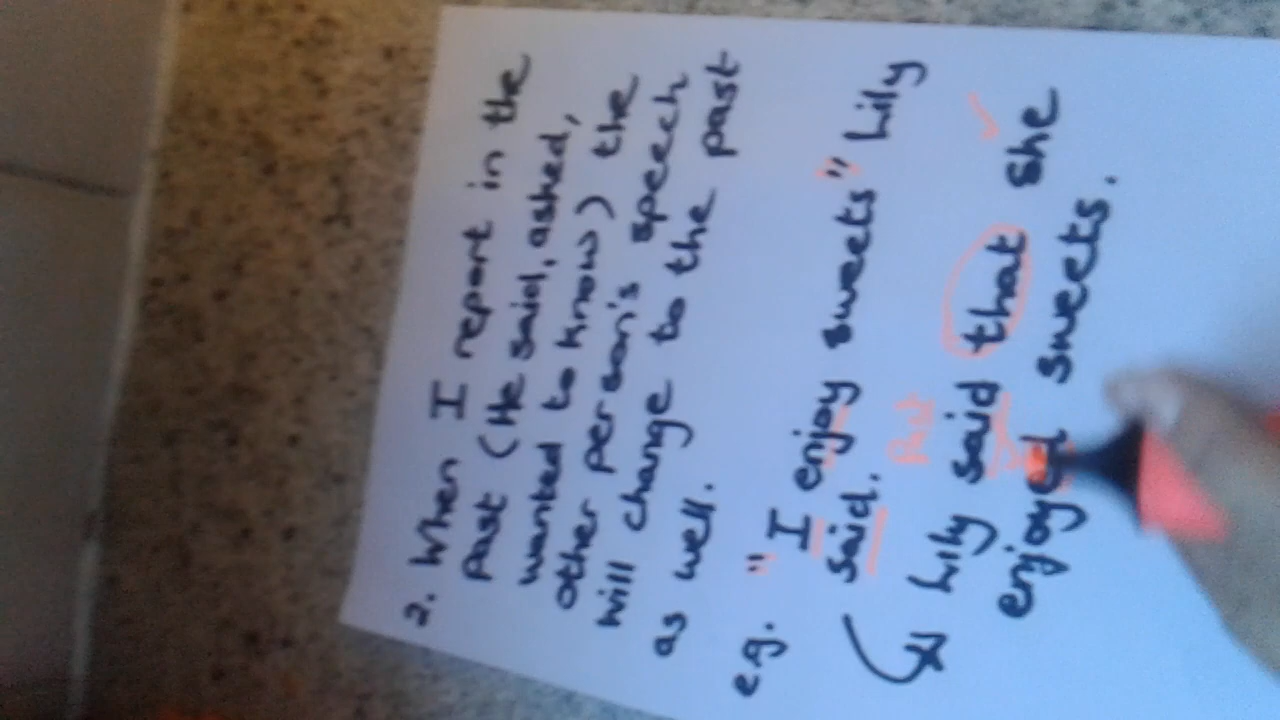 2. When I report in the
past (He said, asked,
wanted to know) the
other person's speech
will change to the past
as well.
e.g. "I enjoy sweets" Lily
said.
Past
Lily said that she
enjoyed sweets.